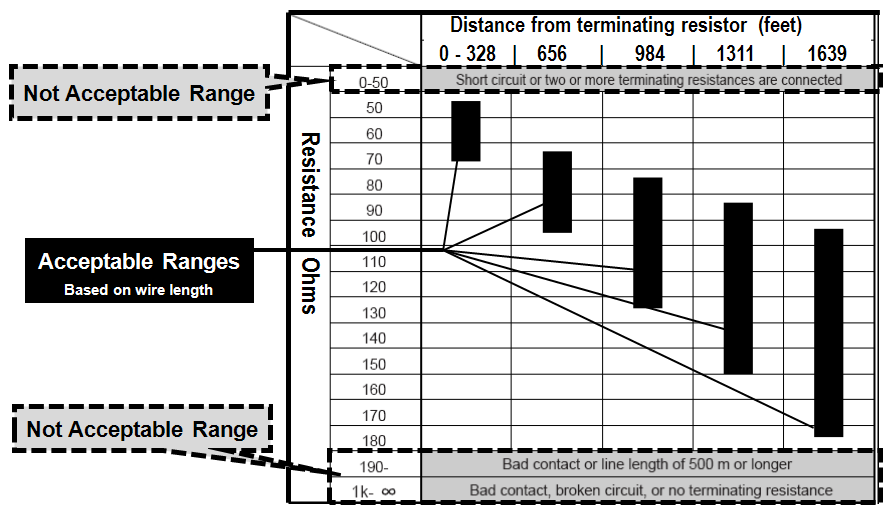 Distance from terminating resistor (feet)
0 - 328 | 656 | 984 | 1311 | 1639
Not Acceptable Range
0-50 Short circuit or two or more terminating resistances are connected
Resistance Ohms
50
60
70
80
90
100
110
120
130
140
150
160
170
180
Acceptable Ranges
Based on wire length
Not Acceptable Range
190- Bad contact or line length of 500 m or longer
1k- ∞ Bad contact, broken circuit, or no terminating resistance